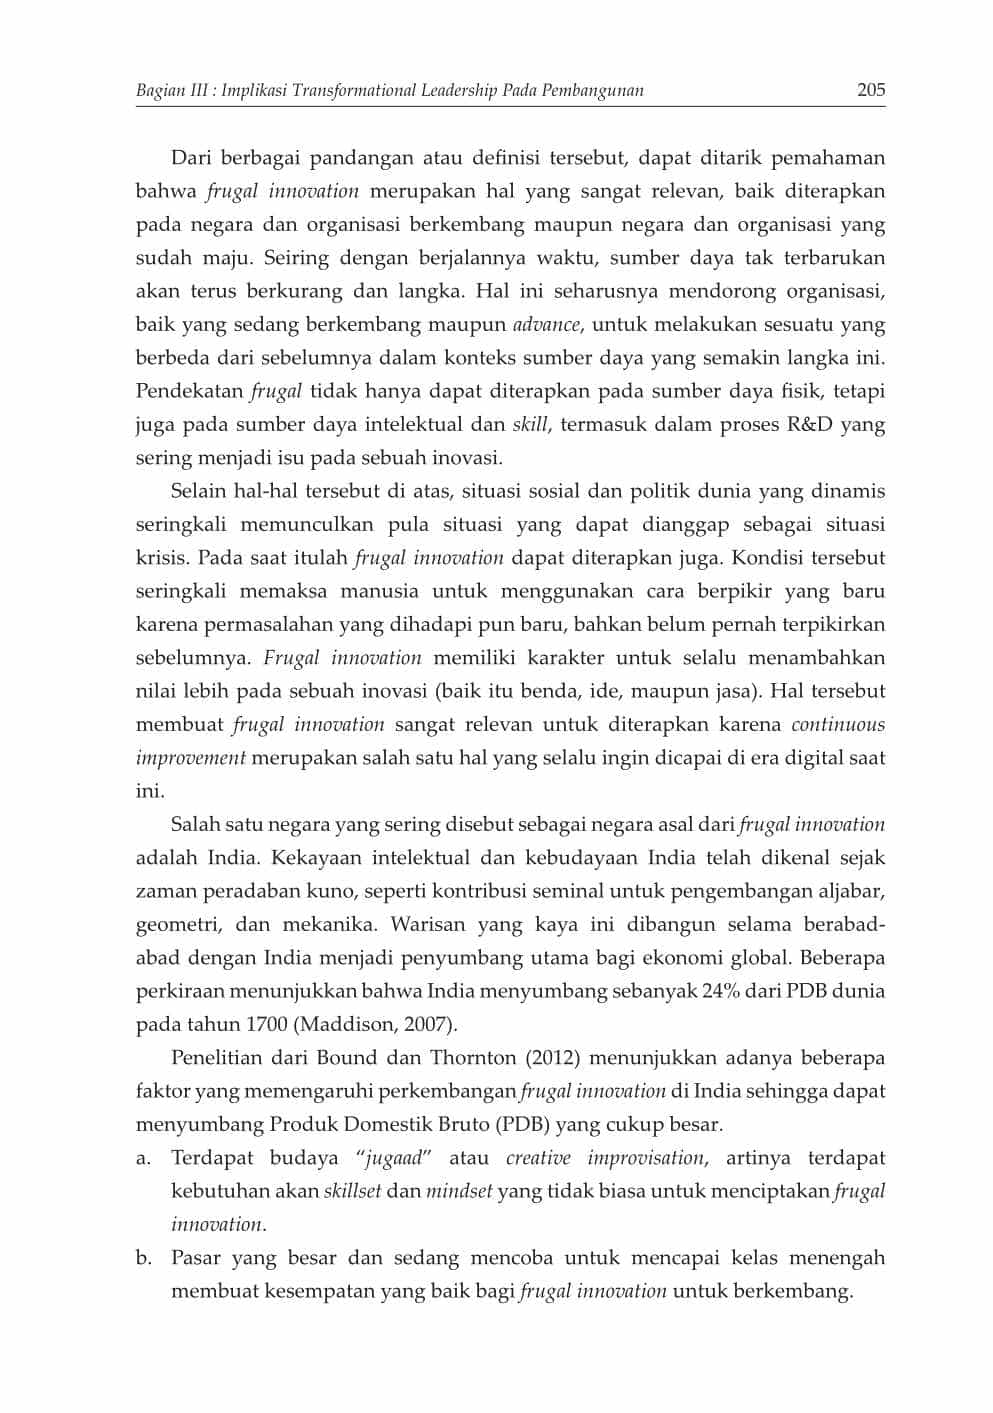 Bagian III : Implikasi Transformational Leadership Pada Pembangunan 205
Dari berbagai pandangan atau definisi tersebut, dapat ditarik pemahaman
bahwa frugal innovation merupakan hal yang sangat relevan, baik diterapkan
pada negara dan organisasi berkembang maupun negara dan organisasi yang
sudah maju. Seiring dengan berjalannya waktu, sumber daya tak terbarukan
akan terus berkurang dan langka. Hal ini seharusnya mendorong organisasi,
baik yang sedang berkembang maupun advance, untuk melakukan sesuatu yang
berbeda dari sebelumnya dalam konteks sumber daya yang semakin langka ini.
Pendekatan frugal tidak hanya dapat diterapkan pada sumber daya fisik, tetapi
juga pada sumber daya intelektual dan skill, termasuk dalam proses R&D yang
sering menjadi isu pada sebuah inovasi.
Selain hal-hal tersebut di atas, situasi sosial dan politik dunia yang dinamis
seringkali memunculkan pula situasi yang dapat dianggap sebagai situasi
krisis. Pada saat itulah frugal innovation dapat diterapkan juga. Kondisi tersebut
seringkali memaksa manusia untuk menggunakan cara berpikir yang baru
karena permasalahan yang dihadapi pun baru, bahkan belum pernah terpikirkan
sebelumnya. Frugal innovation memiliki karakter untuk selalu menambahkan
nilai lebih pada sebuah inovasi (baik itu benda, ide, maupun jasa). Hal tersebut
membuat frugal innovation sangat relevan untuk diterapkan karena continuous
improvement merupakan salah satu hal yang selalu ingin dicapai di era digital saat
ini.
Salah satu negara yang sering disebut sebagai negara asal dari frugal innovation
adalah India. Kekayaan intelektual dan kebudayaan India telah dikenal sejak
zaman peradaban kuno, seperti kontribusi seminal untuk pengembangan aljabar,
geometri, dan mekanika. Warisan yang kaya ini dibangun selama berabad-
abad dengan India menjadi penyumbang utama bagi ekonomi global. Beberapa
perkiraan menunjukkan bahwa India menyumbang sebanyak 24% dari PDB dunia
pada tahun 1700 (Maddison, 2007).
Penelitian dari Bound dan Thornton (2012) menunjukkan adanya beberapa
faktor yang memengaruhi perkembangan frugal innovation di India sehingga dapat
menyumbang Produk Domestik Bruto (PDB) yang cukup besar.
a. Terdapat budaya “jugaad” atau creative improvisation, artinya terdapat
kebutuhan akan skillset dan mindset yang tidak biasa untuk menciptakan frugal
innovation.
b. Pasar yang besar dan sedang mencoba untuk mencapai kelas menengah
membuat kesempatan yang baik bagi frugal innovation untuk berkembang.